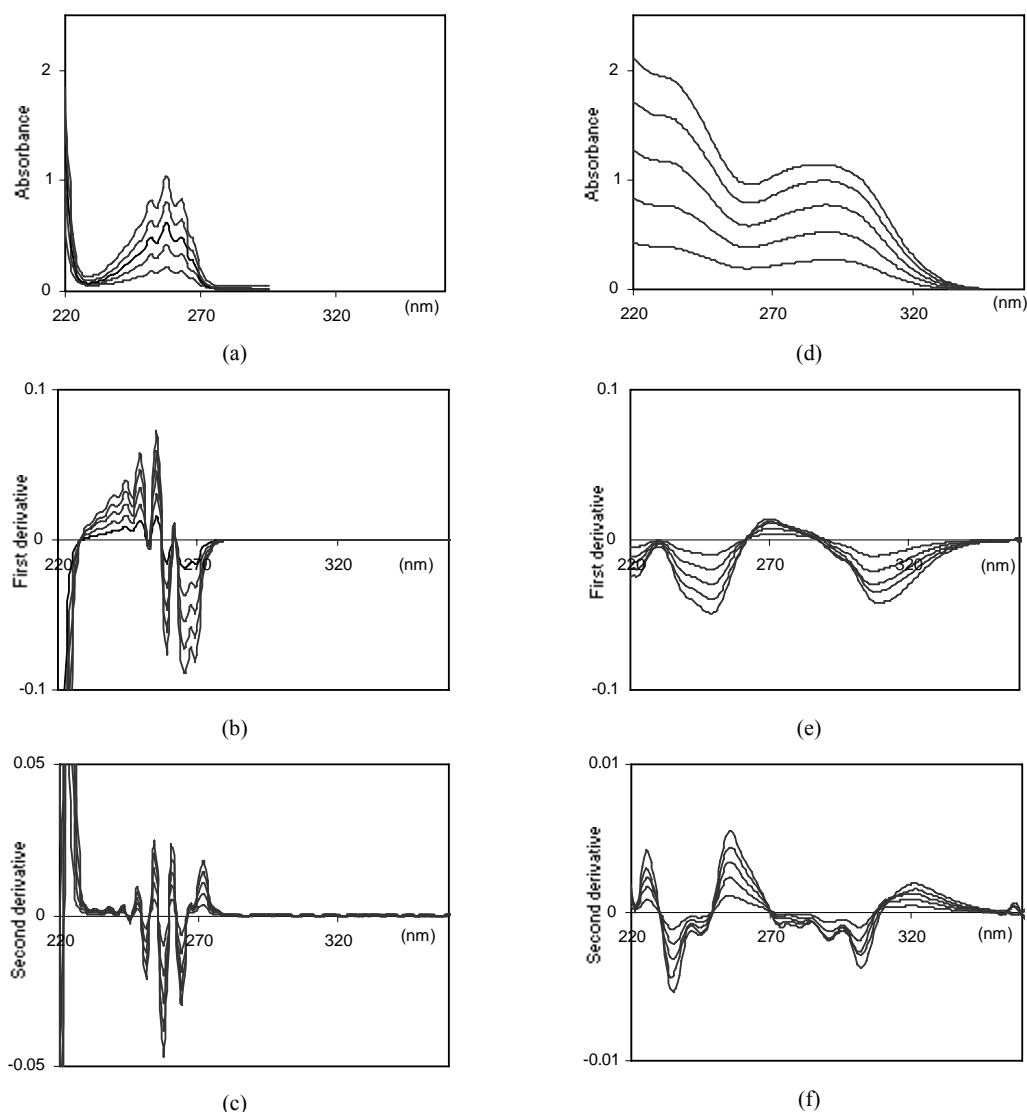 2
1
0
Absorbance
220
270
320
(nm)
(a)
2
1
0
Absorbance
220
270
320
(nm)
(d)
0.1
0
-0.1
First derivative
220
270
320
(nm)
(b)
0.1
0
-0.1
First derivative
220
270
320
(nm)
(e)
0.05
0
-0.05
Second derivative
220
270
320
(nm)
(c)
0.01
0
-0.01
Second derivative
220
270
320
(nm)
(f)